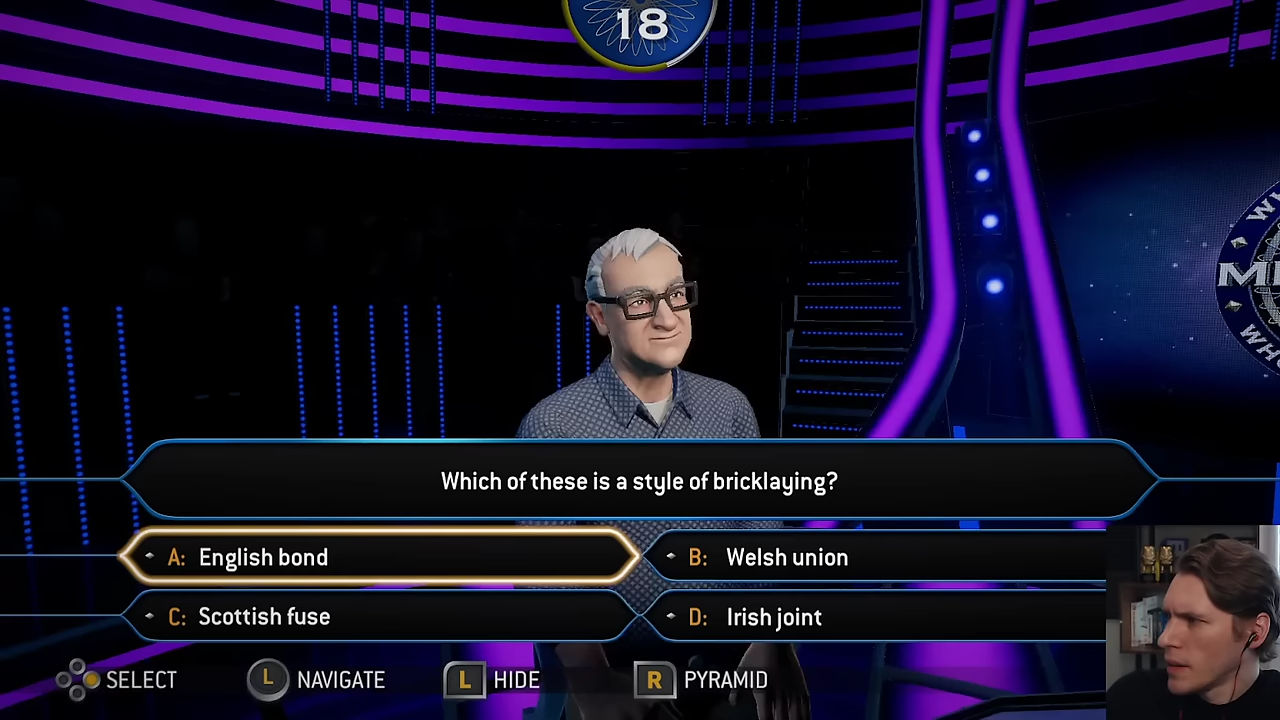 18
Which of these is a style of bricklaying?
A: English bond
B: Welsh union
C: Scottish fuse
D: Irish joint
SELECT
L NAVIGATE
L HIDE
R PYRAMID